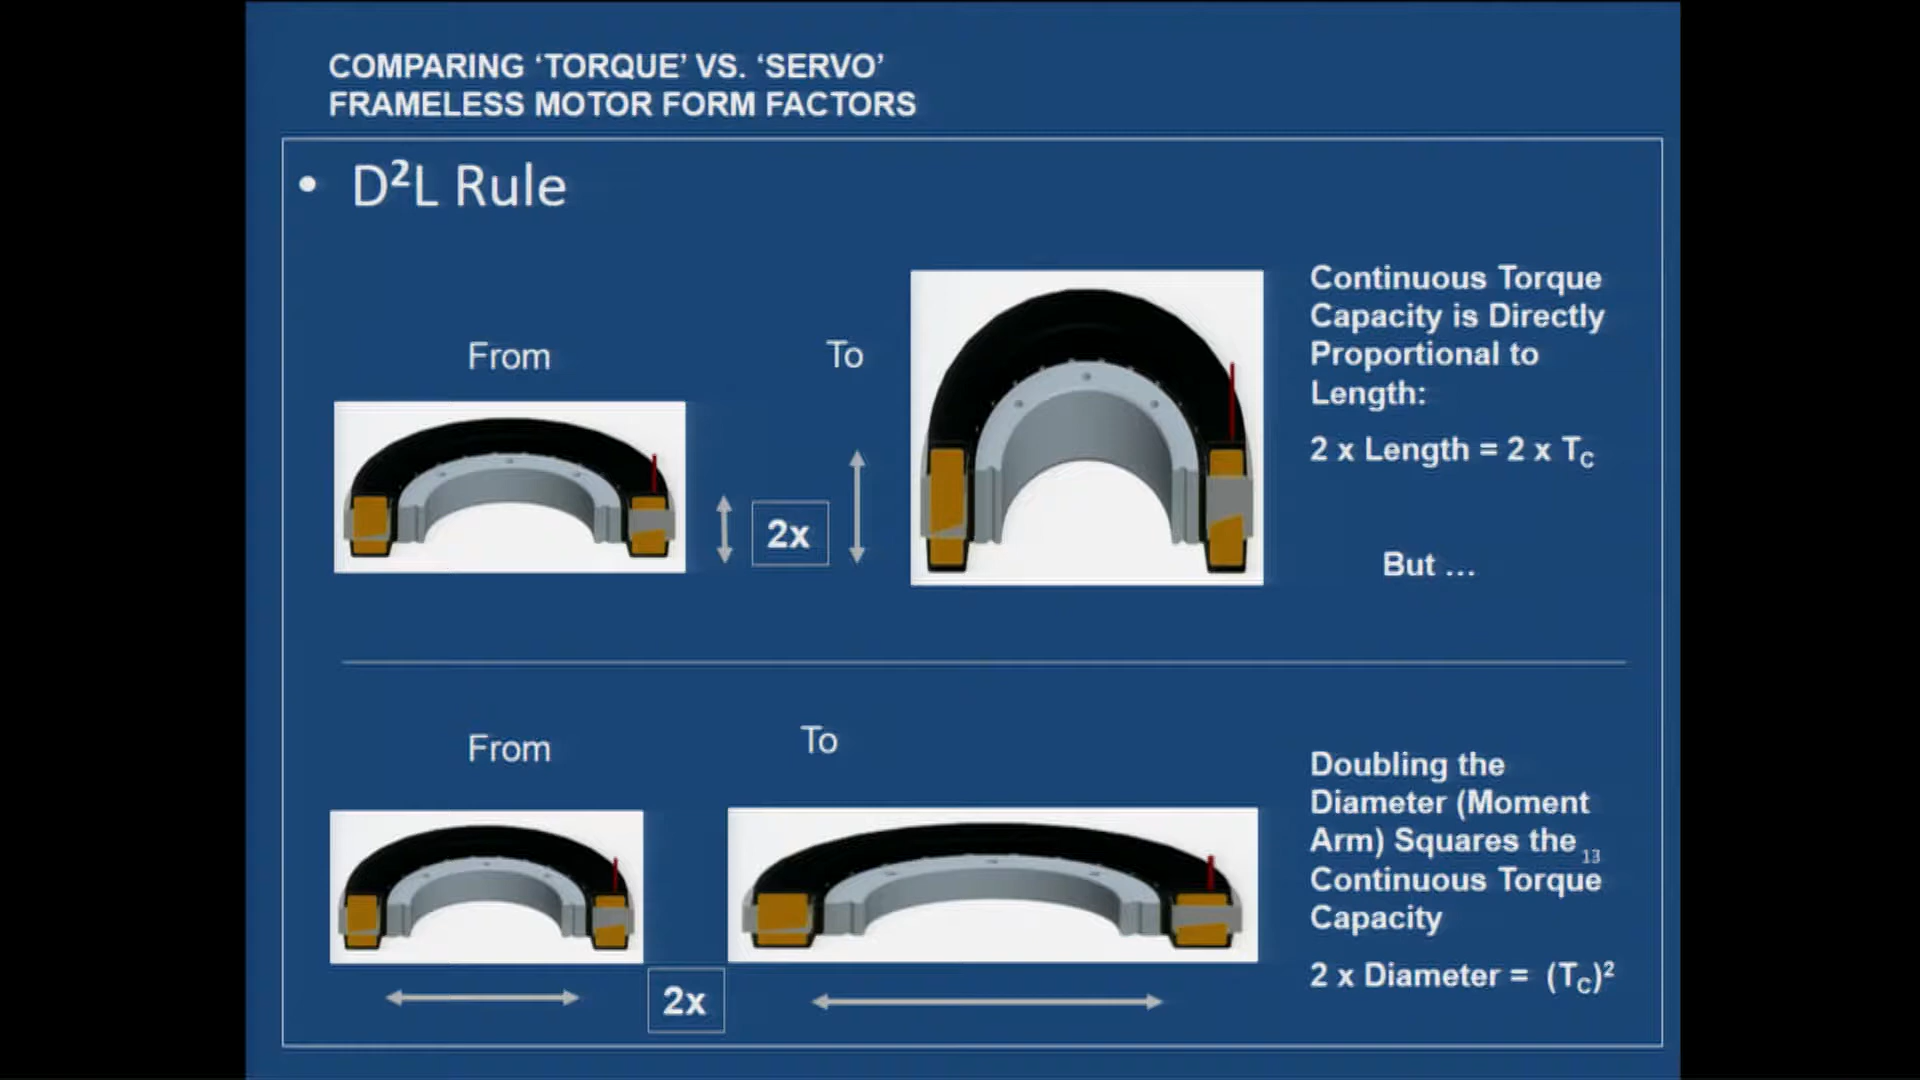 COMPARING ‘TORQUE’ VS. ‘SERVO’
FRAMELESS MOTOR FORM FACTORS
• D²L Rule
From
To
2x
Continuous Torque
Capacity is Directly
Proportional to
Length:
2 x Length = 2 x TC
But ...
From
To
2x
Doubling the
Diameter (Moment
Arm) Squares the
13
Continuous Torque
Capacity
2 x Diameter = (TC)²